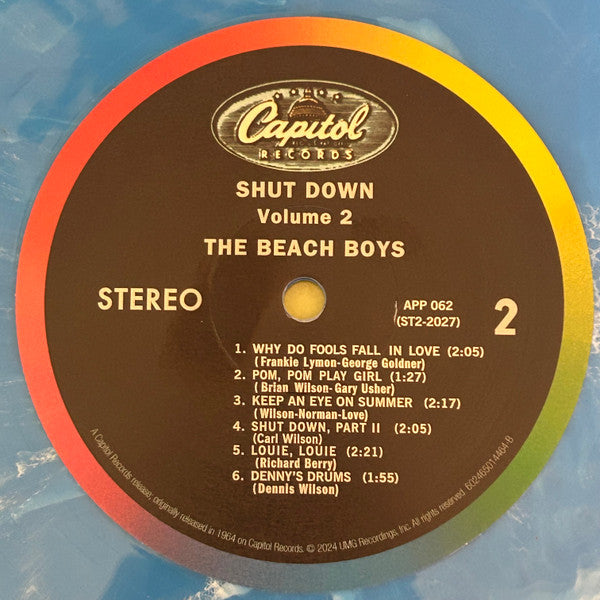 Capitol
RECORDS
SHUT DOWN
Volume 2
THE BEACH BOYS
STEREO
APP 062
(ST2-2027)
2
1. WHY DO FOOLS FALL IN LOVE (2:05)
(Frankie Lymon-George Goldner)
2. POM, POM PLAY GIRL (1:27)
(Brian Wilson-Gary Usher)
3. KEEP AN EYE ON SUMMER (2:17)
(Wilson-Norman-Love)
4. SHUT DOWN, PART II (2:05)
(Carl Wilson)
5. LOUIE, LOUIE (2:21)
(Richard Berry)
6. DENNY'S DRUMS (1:55)
(Dennis Wilson)
A Capitol Records release, originally released in 1964 on Capitol Records. © 2024 UMG Recordings, Inc. All rights reserved. 602465014464-B